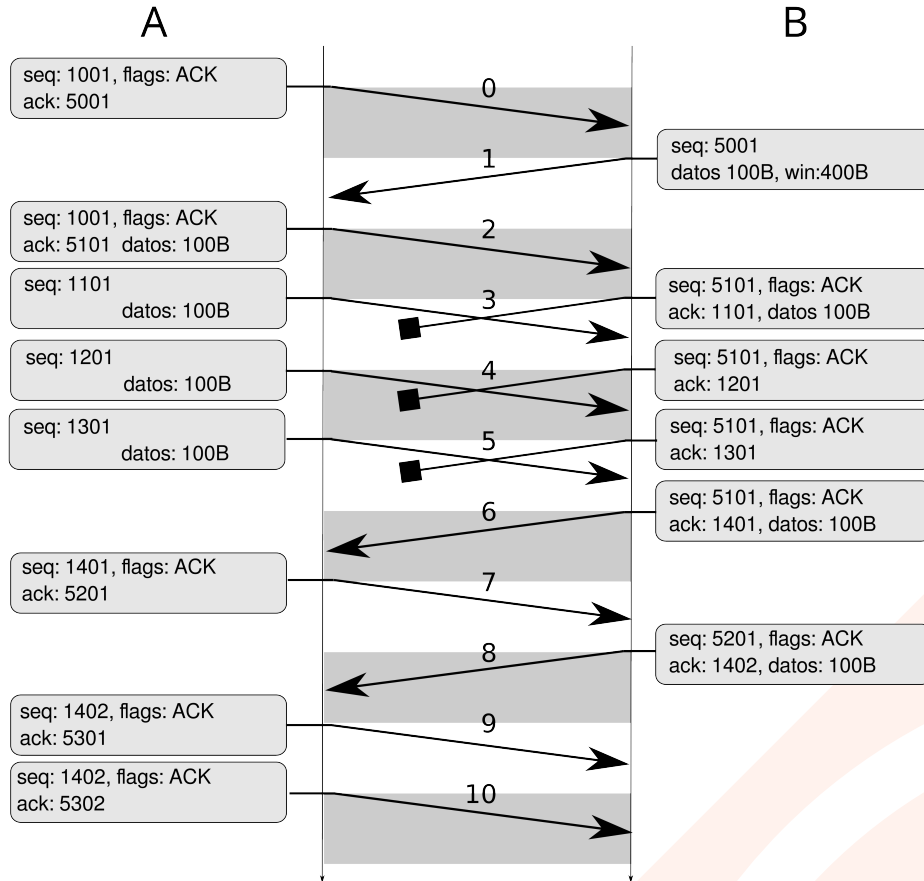 A
B
seq: 1001, flags: ACK
ack: 5001
0
1
seq: 5001
datos 100B, win:400B
seq: 1001, flags: ACK
ack: 5101 datos: 100B
2
seq: 1101
datos: 100B
3
seq: 5101, flags: ACK
ack: 1101, datos 100B
seq: 1201
datos: 100B
4
seq: 5101, flags: ACK
ack: 1201
seq: 1301
datos: 100B
5
seq: 5101, flags: ACK
ack: 1301
6
seq: 5101, flags: ACK
ack: 1401, datos: 100B
seq: 1401, flags: ACK
ack: 5201
7
8
seq: 5201, flags: ACK
ack: 1402, datos: 100B
seq: 1402, flags: ACK
ack: 5301
9
seq: 1402, flags: ACK
ack: 5302
10